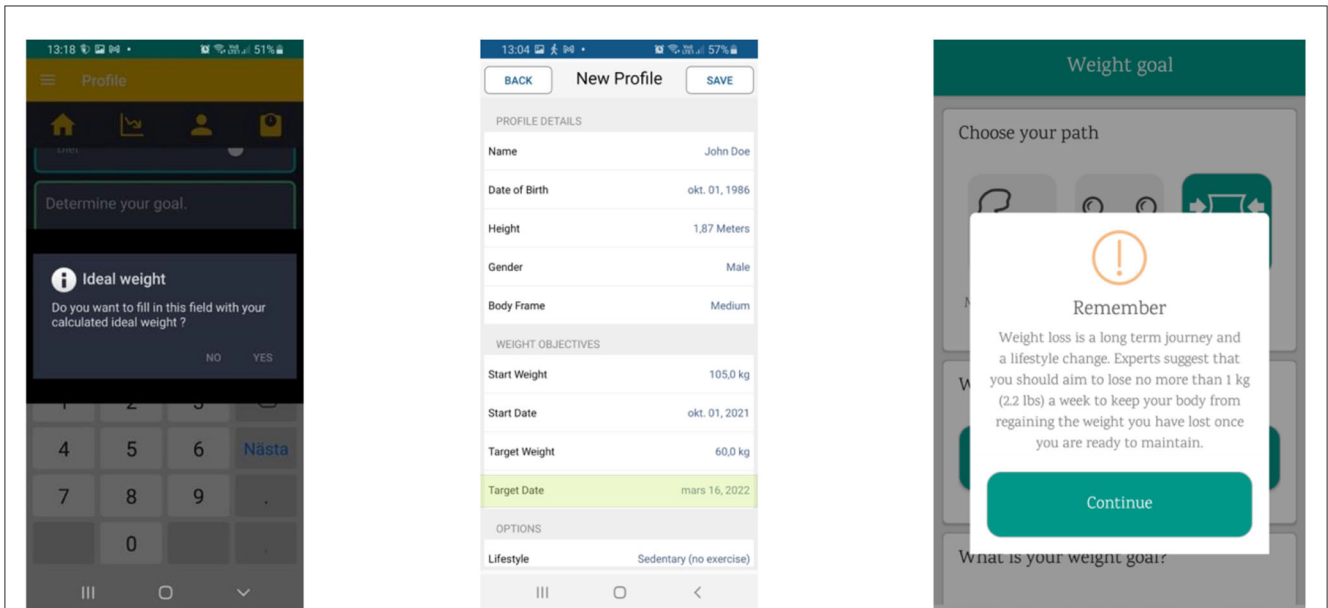 13:18 51%
Profile
Diet
Determine your goal.
Ideal weight
Do you want to fill in this field with your
calculated ideal weight ?
NO YES
1 2 3
4 5 6 Nästa
7 8 9 .
0 ,
13:04 57%
BACK New Profile SAVE
PROFILE DETAILS
Name John Doe
Date of Birth okt. 01, 1986
Height 1,87 Meters
Gender Male
Body Frame Medium
WEIGHT OBJECTIVES
Start Weight 105,0 kg
Start Date okt. 01, 2021
Target Weight 60,0 kg
Target Date mars 16, 2022
OPTIONS
Lifestyle Sedentary (no exercise)
Weight goal
Choose your path
Remember
Weight loss is a long term journey and
a lifestyle change. Experts suggest that
you should aim to lose no more than 1 kg
(2.2 lbs) a week to keep your body from
regaining the weight you have lost once
you are ready to maintain.
Continue
What is your weight goal?